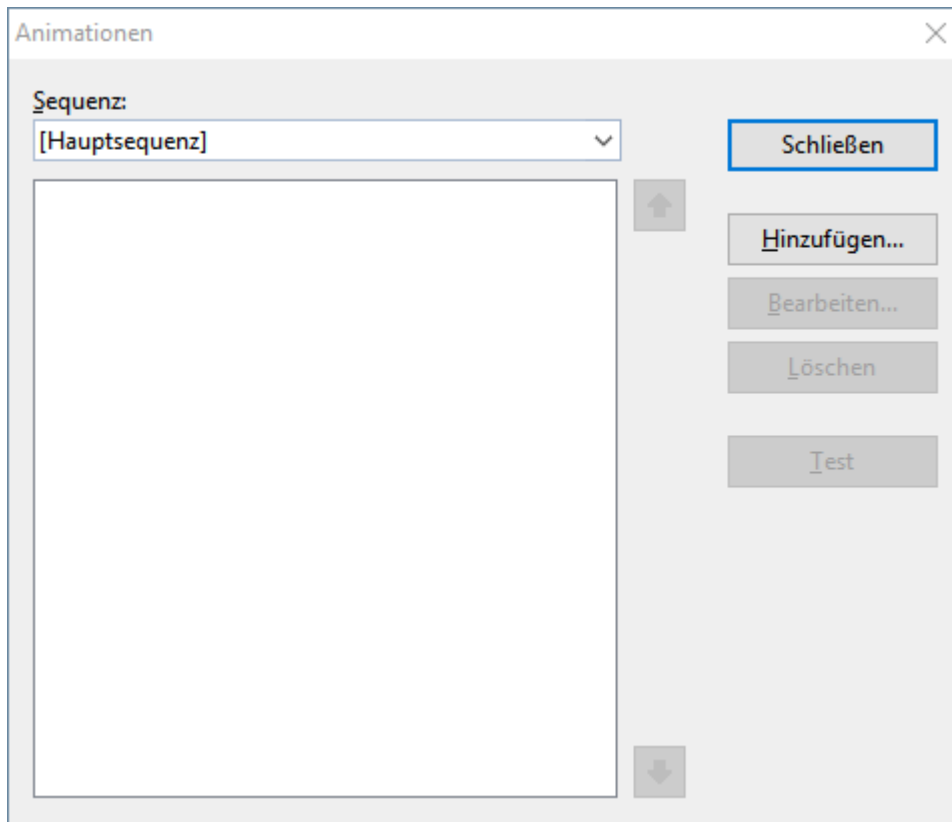 Animationen
Sequenz:
[Hauptsequenz]
Schließen
Hinzufügen...
Bearbeiten...
Löschen
Test